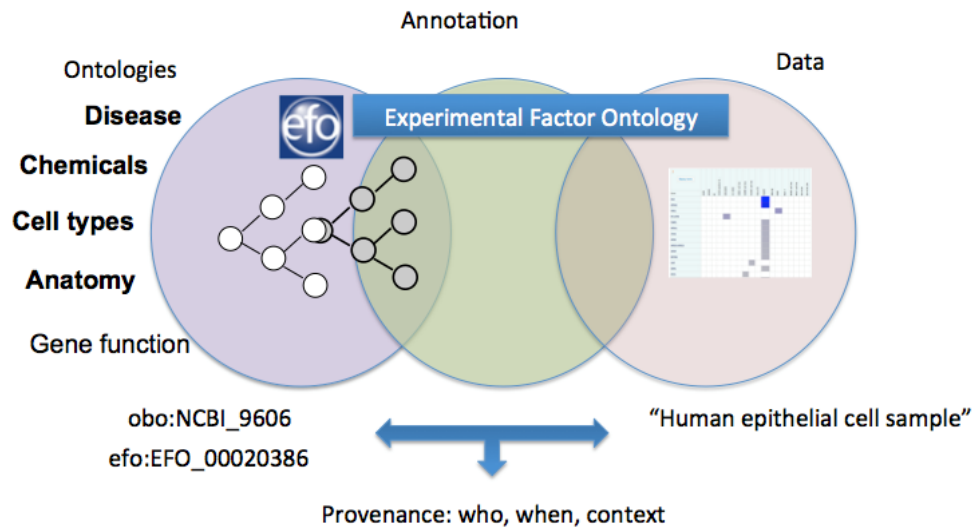 Annotation
Ontologies
Data
Disease
efo
Experimental Factor Ontology
Chemicals
Cell types
Anatomy
Gene function
obo:NCBI_9606
efo:EFO_00020386
“Human epithelial cell sample”
Provenance: who, when, context